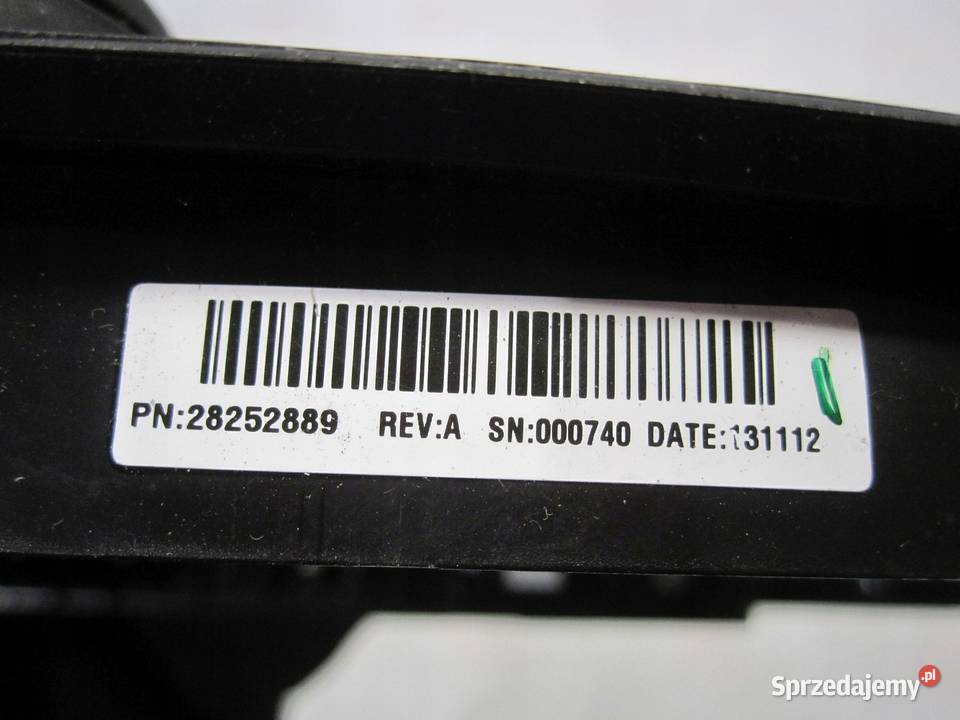 PN:28252889 REV:A SN:000740 DATE:131112
Sprzedajemy.pl